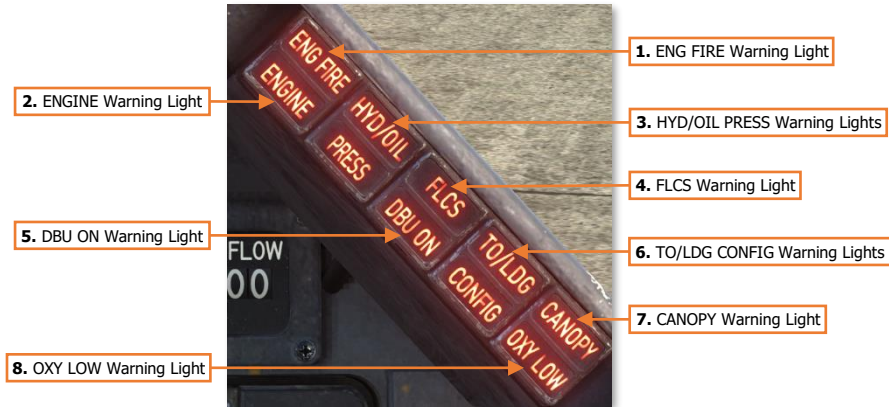 1. ENG FIRE Warning Light
2. ENGINE Warning Light
3. HYD/OIL PRESS Warning Lights
4. FLCS Warning Light
5. DBU ON Warning Light
6. TO/LDG CONFIG Warning Lights
7. CANOPY Warning Light
8. OXY LOW Warning Light
ENG FIRE
ENGINE
HYD/OIL
PRESS
FLCS
DBU ON
TO/LDG
CONFIG
CANOPY
OXY LOW
FLOW
00